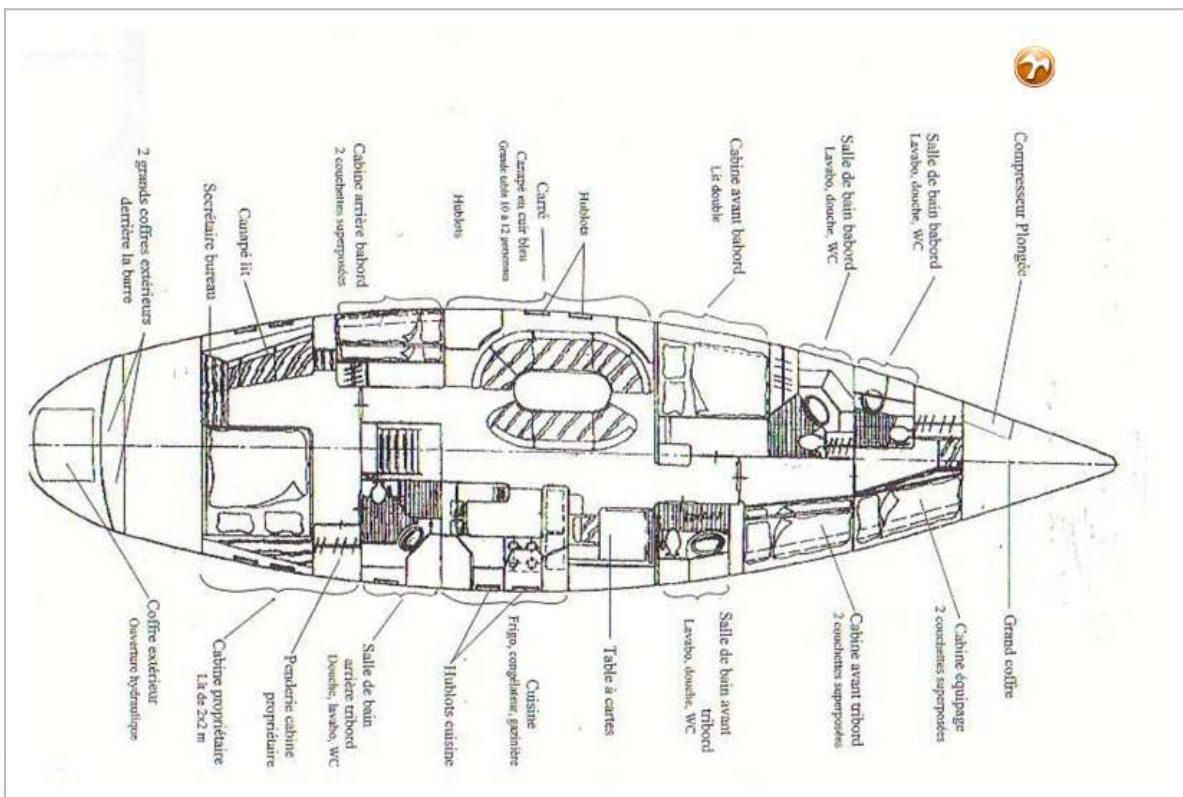 Compresseur Plongée
Salle de bain babord
Lavabo, douche, WC
Salle de bain babord
Lavabo, douche, WC
Cabine avant babord
Lit double
Hublots
Carré
Canapé en cuir bleu
Grande tablé 10 à 12 personnes
Hublots
Cabine arrière babord
2 couchettes superposées
Canapé lit
Secrétaire bureau
2 grands coffres extérieurs
derrière la barre
Grand coffre
Cabine équipage
2 couchettes superposées
Cabine avant tribord
2 couchettes superposées
Salle de bain avant
tribord
Lavabo, douche, WC
Table à cartes
Cuisine
Frigo, congélateur, gazinière
Hublots cuisine
Salle de bain
arrière tribord
Douche, lavabo, WC
Penderie cabine
propriétaire
Cabine propriétaire
Lit de 2x2 m
Coffre extérieur
Ouverture hydraulique